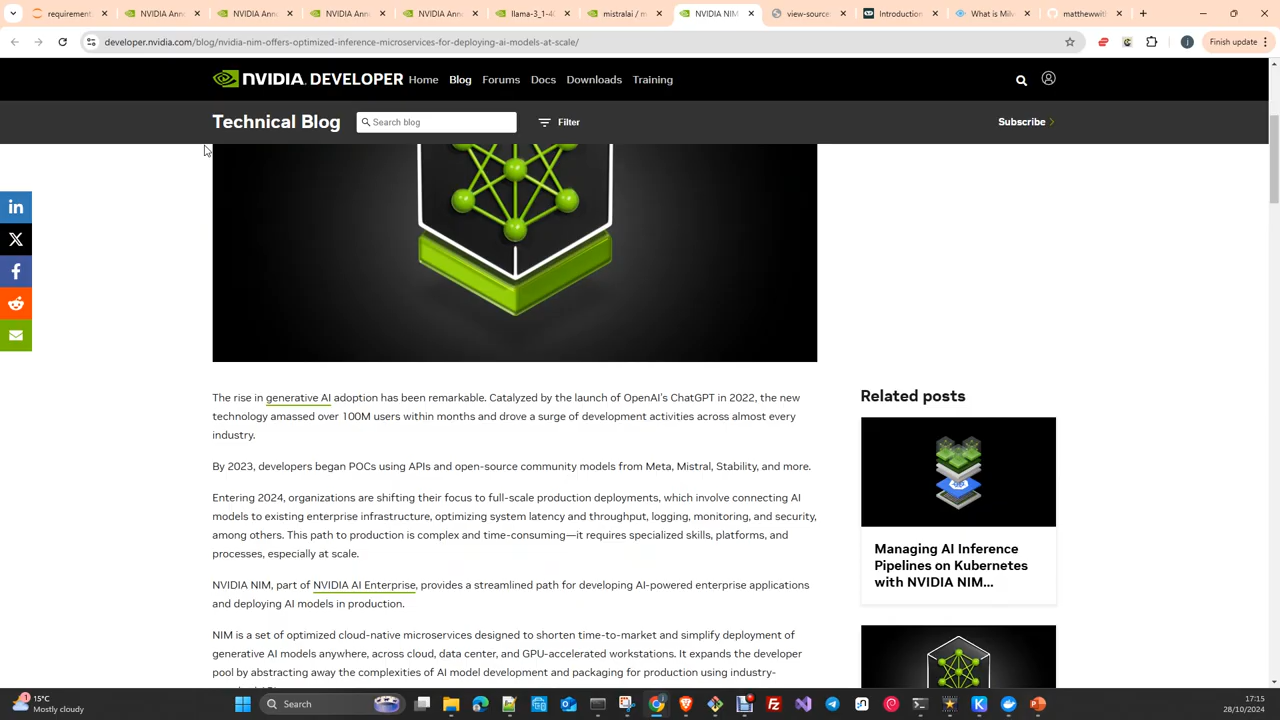 requirement
NVIDIA Ann
NVIDIA Ann
NVIDIA Ann
NVIDIA Ann
llama-3_1-4
mistralai / m
NVIDIA NIM
view-source
Introduction
What is Milv
matthewwitl
developer.nvidia.com/blog/nvidia-nim-offers-optimized-inference-microservices-for-deploying-ai-models-at-scale/
Finish update
NVIDIA. DEVELOPER
Home
Blog
Forums
Docs
Downloads
Training
Technical Blog
Search blog
Filter
Subscribe
The rise in generative AI adoption has been remarkable. Catalyzed by the launch of OpenAI's ChatGPT in 2022, the new
technology amassed over 100M users within months and drove a surge of development activities across almost every
industry.
By 2023, developers began POCs using APIs and open-source community models from Meta, Mistral, Stability, and more.
Entering 2024, organizations are shifting their focus to full-scale production deployments, which involve connecting AI
models to existing enterprise infrastructure, optimizing system latency and throughput, logging, monitoring, and security,
among others. This path to production is complex and time-consuming—it requires specialized skills, platforms, and
processes, especially at scale.
NVIDIA NIM, part of NVIDIA AI Enterprise, provides a streamlined path for developing AI-powered enterprise applications
and deploying AI models in production.
NIM is a set of optimized cloud-native microservices designed to shorten time-to-market and simplify deployment of
generative AI models anywhere, across cloud, data center, and GPU-accelerated workstations. It expands the developer
pool by abstracting away the complexities of AI model development and packaging for production using industry-
Related posts
Managing AI Inference
Pipelines on Kubernetes
with NVIDIA NIM...
15°C
Mostly cloudy
Search
17:15
28/10/2024